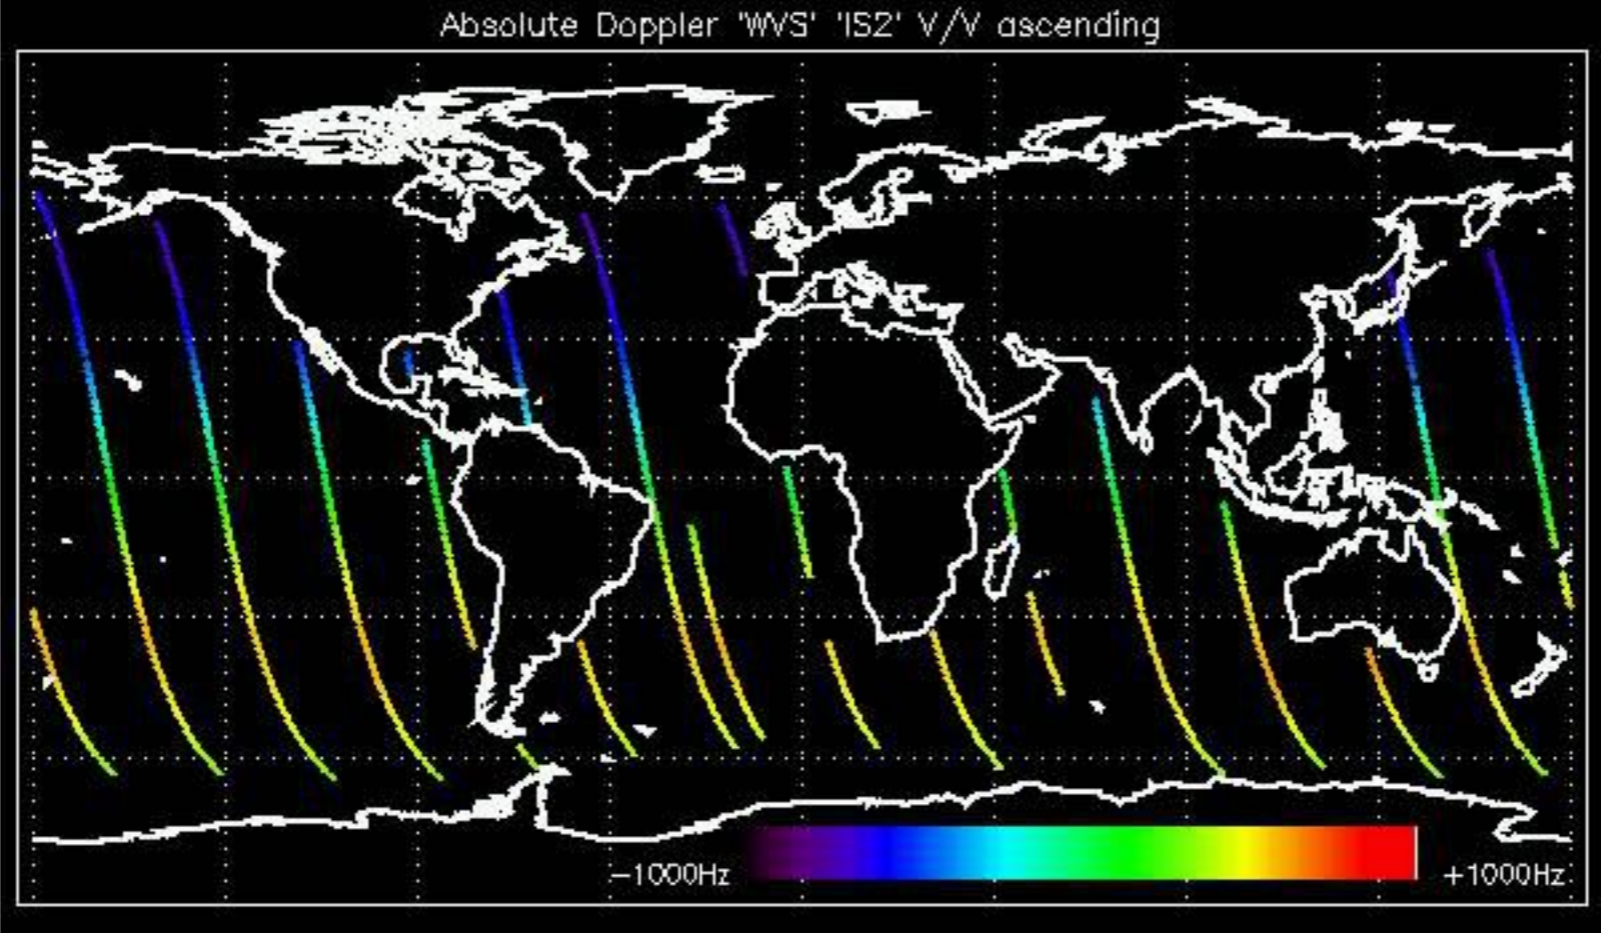 Absolute Doppler 'WVS' 'IS2' V/V ascending
-1000Hz +1000Hz